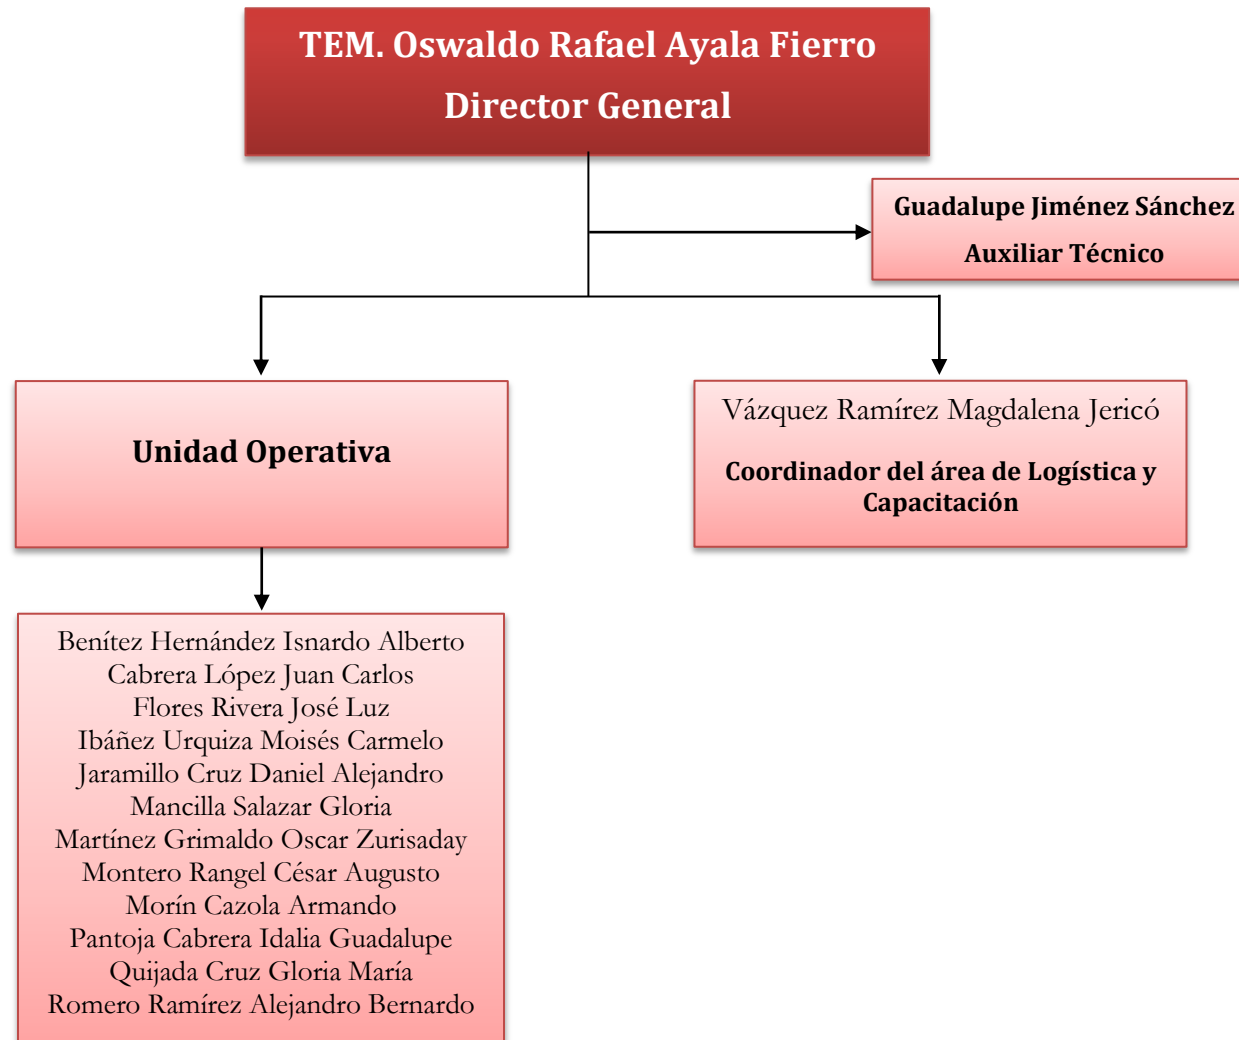 TEM. Oswaldo Rafael Ayala Fierro
Director General
Guadalupe Jiménez Sánchez
Auxiliar Técnico
Unidad Operativa
Vázquez Ramírez Magdalena Jericó
Coordinador del área de Logística y
Capacitación
Benítez Hernández Isnardo Alberto
Cabrera López Juan Carlos
Flores Rivera José Luz
Ibáñez Urquiza Moisés Carmelo
Jaramillo Cruz Daniel Alejandro
Mancilla Salazar Gloria
Martínez Grimaldo Oscar Zurisaday
Montero Rangel César Augusto
Morín Cazola Armando
Pantoja Cabrera Idalia Guadalupe
Quijada Cruz Gloria María
Romero Ramírez Alejandro Bernardo